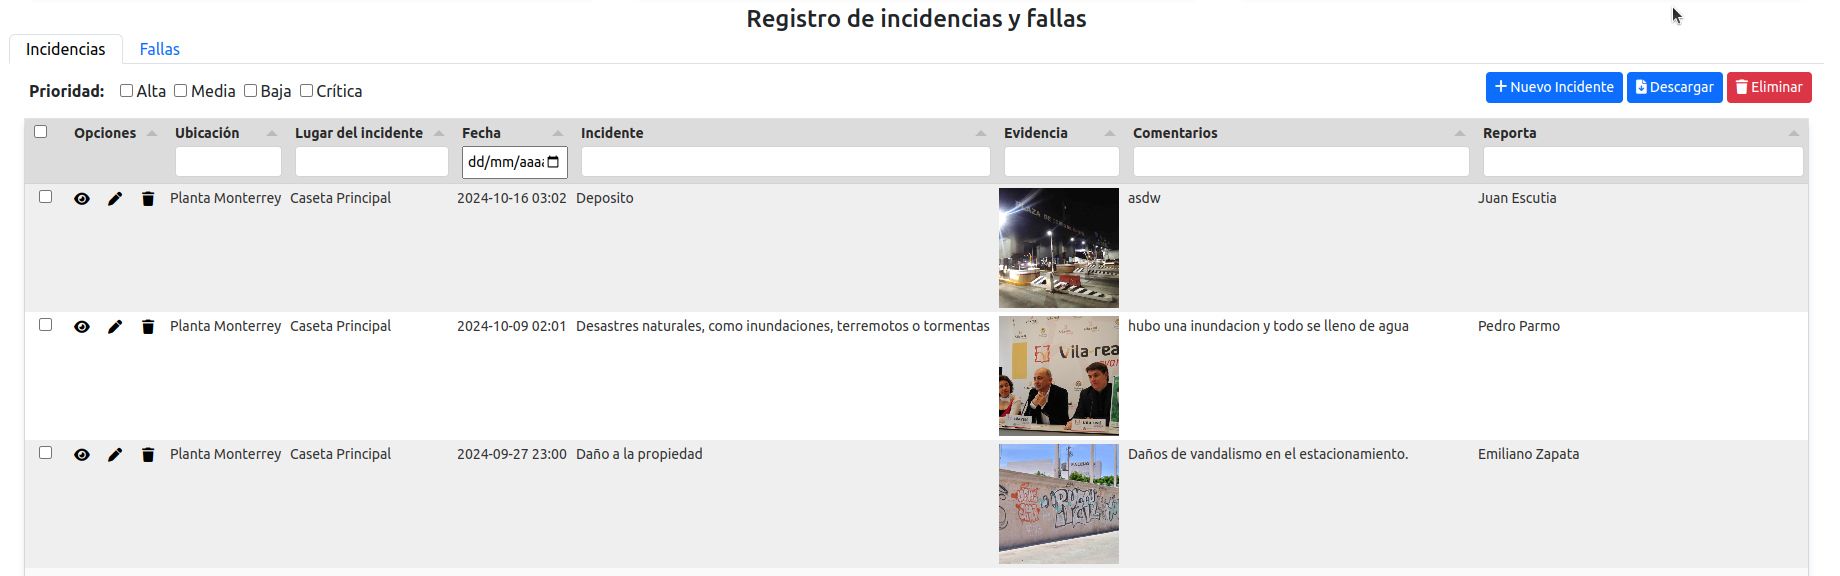 Registro de incidencias y fallas
Incidencias Fallas
Prioridad: Alta Media Baja Crítica Nuevo Incidente Descargar Eliminar
Opciones Ubicación Lugar del incidente Fecha Incidente Evidencia Comentarios Reporta
dd/mm/aaaa
Planta Monterrey Caseta Principal 2024-10-16 03:02 Deposito asdw Juan Escutia
Planta Monterrey Caseta Principal 2024-10-09 02:01 Desastres naturales, como inundaciones, terremotos o tormentas hubo una inundacion y todo se lleno de agua Pedro Parmo
Vila-rea
Planta Monterrey Caseta Principal 2024-09-27 23:00 Daño a la propiedad Daños de vandalismo en el estacionamiento. Emiliano Zapata